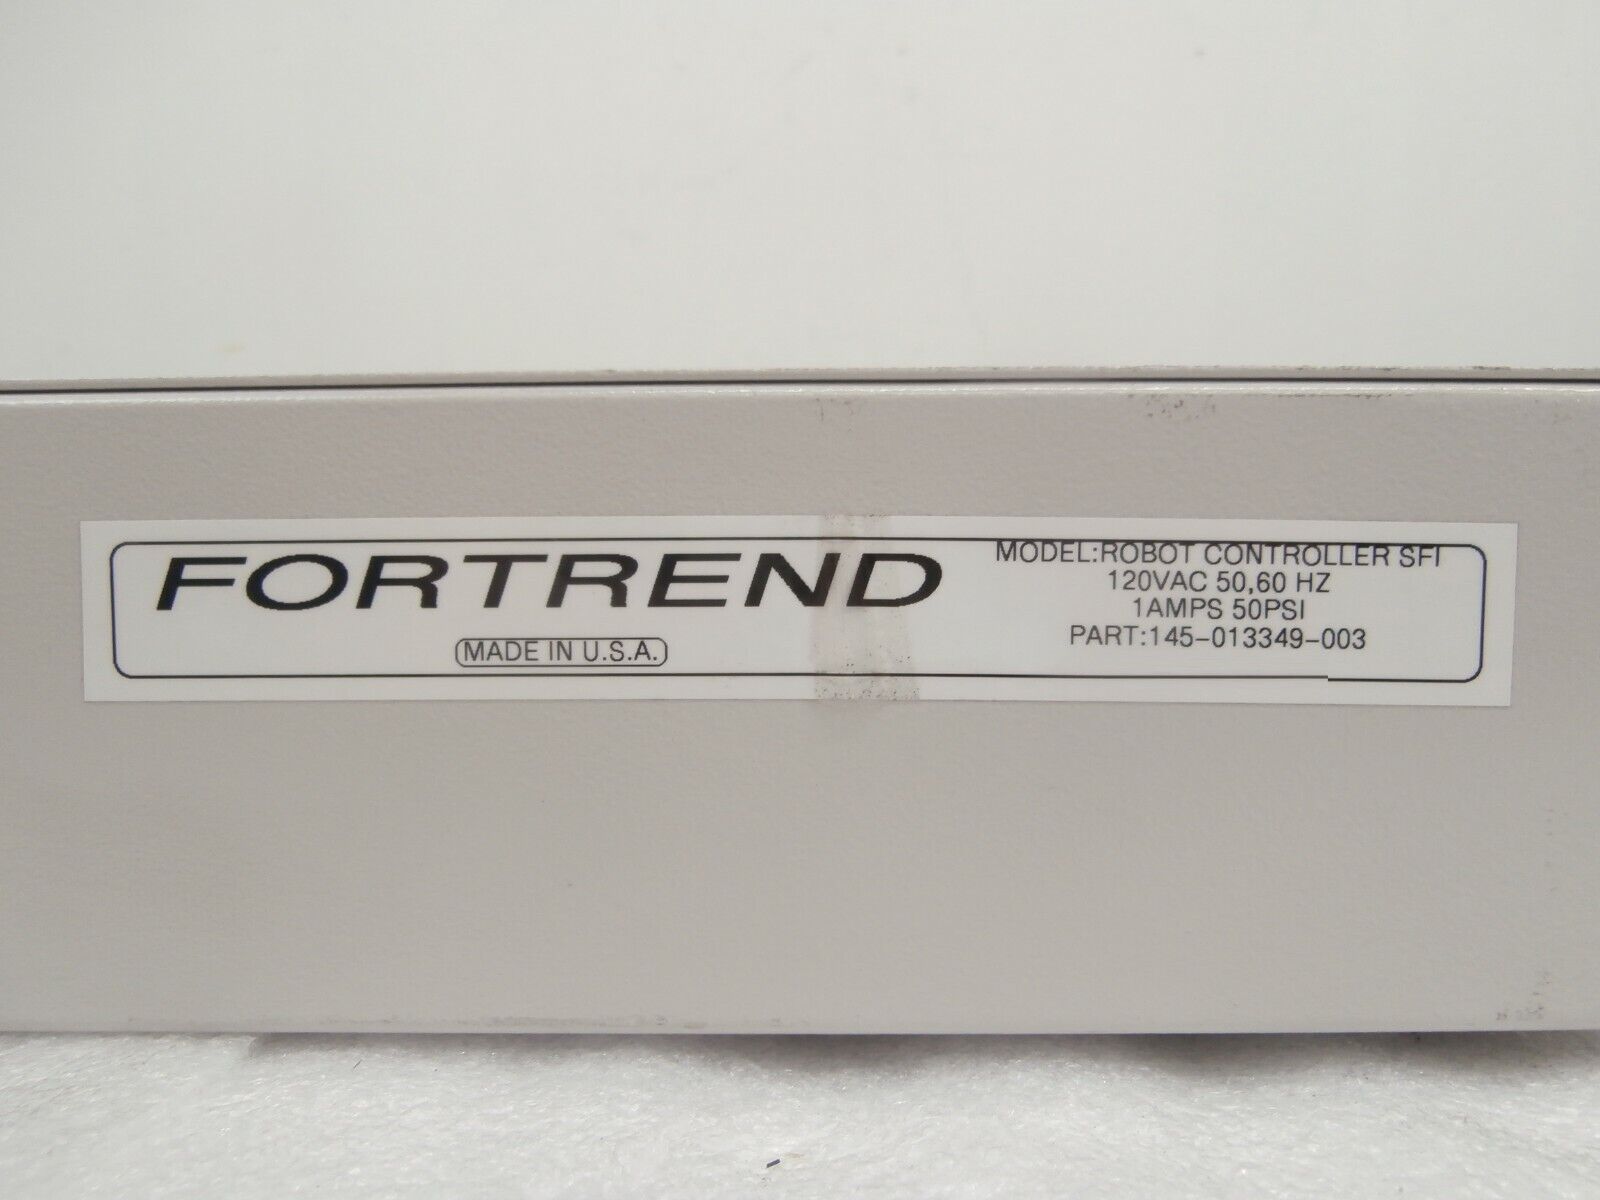 FORTREND
MADE IN U.S.A.
MODEL:ROBOT CONTROLLER SFI
120VAC 50,60 HZ
1AMPS 50PSI
PART:145-013349-003